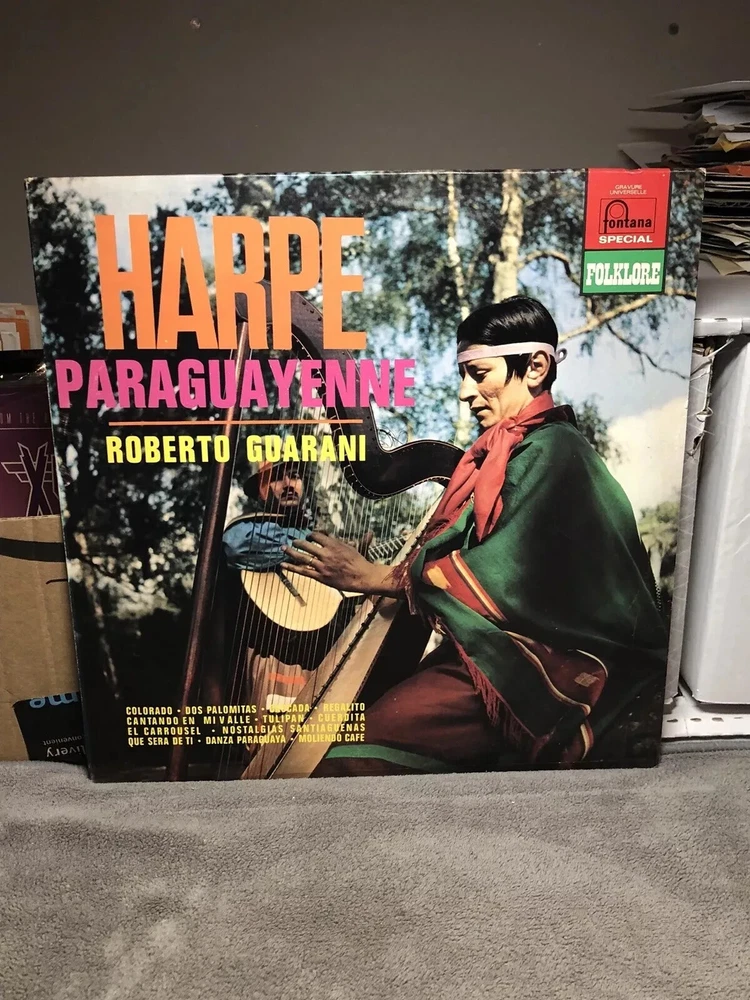 GRAVURE
UNIVERSELLE
fontana
SPECIAL
FOLKLORE
HARPE
PARAGUAYENNE
ROBERTO GUARANI
COLORADO • DOS PALOMITAS • • REGALITO
CANTANDO EN MI VALLE • TULIPAN • CUERDITA
EL CARROUSEL • NOSTALGIAS SANTIAGUENAS
QUE SERA DE TI • DANZA PARAGUAYA • MOLIENDO CAFE